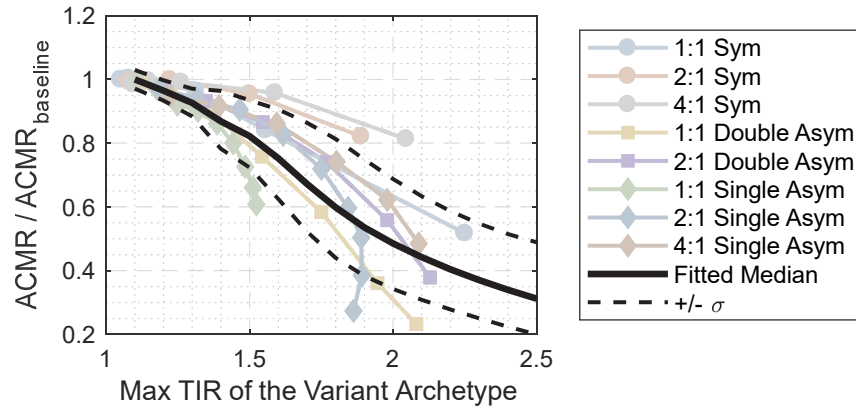 ACMR / ACMR_baseline
1.2
1
0.8
0.6
0.4
0.2
1
1.5
2
2.5
Max TIR of the Variant Archetype
1:1 Sym
2:1 Sym
4:1 Sym
1:1 Double Asym
2:1 Double Asym
1:1 Single Asym
2:1 Single Asym
4:1 Single Asym
Fitted Median
+/- σ